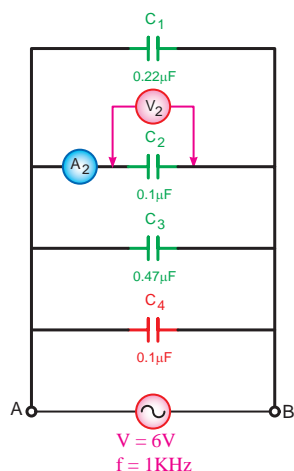 C1
0.22µF
V2
A2
C2
0.1µF
C3
0.47µF
C4
0.1µF
A
B
V = 6V
f = 1KHz